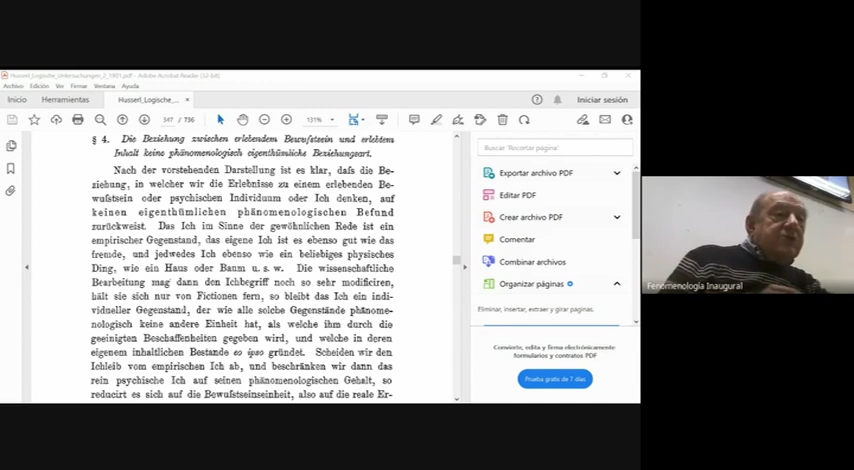 Husserl_Logische_Untersuchungen_2_1901.pdf - Adobe Acrobat Reader (32-bit)
Archivo Edición Ver Firmar Ventana Ayuda
Inicio Herramientas Husserl_Logische_... × Iniciar sesión
347 / 736 131%
§ 4. Die Beziehung zwischen erlebendem Bewuſstsein und erlebtem
Inhalt keine phänomenologisch eigenthümliche Beziehungsart.
Nach der vorstehenden Darstellung ist es klar, daſs die Be-
ziehung, in welcher wir die Erlebnisse zu einem erlebenden Be-
wuſstsein oder psychischen Individuum oder Ich denken, auf
keinen eigenthümlichen phänomenologischen Befund
zurückweist. Das Ich im Sinne der gewöhnlichen Rede ist ein
empirischer Gegenstand, das eigene Ich ist es ebenso gut wie das
fremde, und jedwedes Ich ebenso wie ein beliebiges physisches
Ding, wie ein Haus oder Baum u. s. w. Die wissenschaftliche
Bearbeitung mag dann den Ichbegriff noch so sehr modificiren,
hält sie sich nur von Fictionen fern, so bleibt das Ich ein indi-
vidueller Gegenstand, der wie alle solche Gegenstände phänome-
nologisch keine andere Einheit hat, als welche ihm durch die
geeinigten Beschaffenheiten gegeben wird, und welche in deren
eigenem inhaltlichen Bestande eo ipso gründet. Scheiden wir den
Ichleib vom empirischen Ich ab, und beschränken wir dann das
rein psychische Ich auf seinen phänomenologischen Gehalt, so
reducirt es sich auf die Bewuſstseinseinheit, also auf die reale Er-
Buscar 'Recortar página'
Exportar archivo PDF
Editar PDF
Crear archivo PDF
Comentar
Combinar archivos
Organizar páginas
Eliminar, insertar, extraer y girar páginas.
Convierte, edita y firma electrónicamente
formularios y contratos PDF
Prueba gratis de 7 días
Fenomenología Inaugural